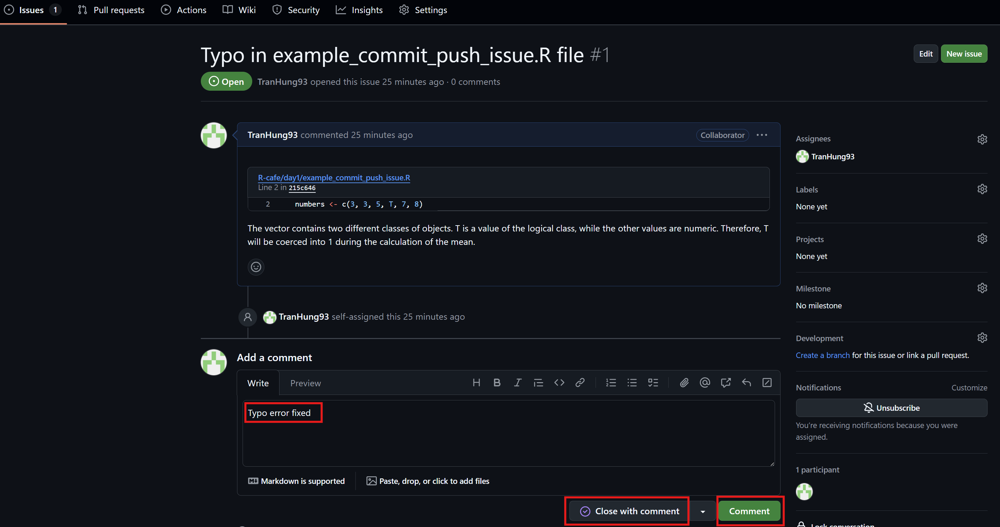 Issues 1 Pull requests Actions Wiki Security Insights Settings
Typo in example_commit_push_issue.R file #1
Edit New issue
Open TranHung93 opened this issue 25 minutes ago · 0 comments
TranHung93 commented 25 minutes ago Collaborator
R-cafe/day1/example_commit_push_issue.R
Line 2 in 215c646
2 numbers <- c(3, 3, 5, T, 7, 8)
The vector contains two different classes of objects. T is a value of the logical class, while the other values are numeric. Therefore, T
will be coerced into 1 during the calculation of the mean.
TranHung93 self-assigned this 25 minutes ago
Add a comment
Write Preview
Typo error fixed
Markdown is supported Paste, drop, or click to add files
Close with comment Comment
Assignees
TranHung93
Labels
None yet
Projects
None yet
Milestone
No milestone
Development
Create a branch for this issue or link a pull request.
Notifications Customize
Unsubscribe
You're receiving notifications because you were
assigned.
1 participant
Lock conversation